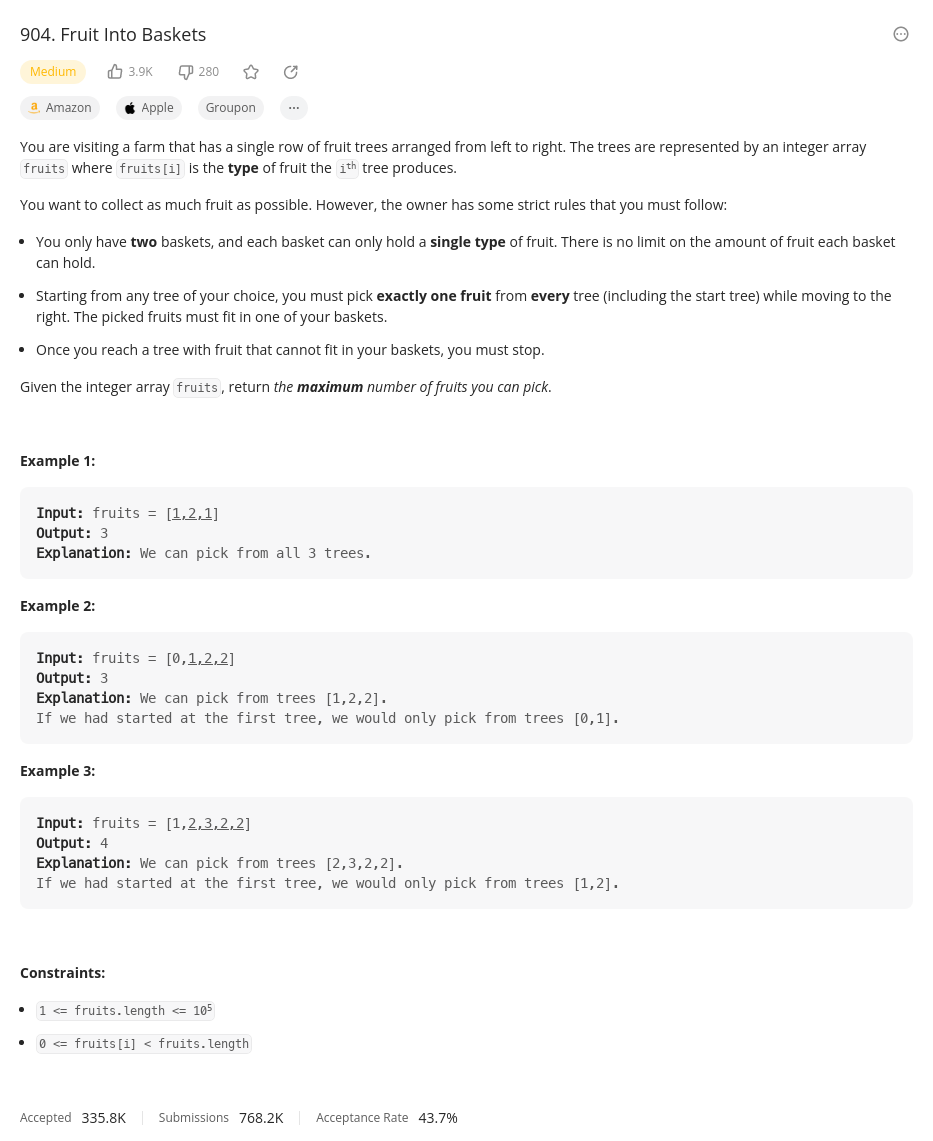 904. Fruit Into Baskets
Medium 3.9K 280
Amazon Apple Groupon ...
You are visiting a farm that has a single row of fruit trees arranged from left to right. The trees are represented by an integer array
fruits where fruits[i] is the type of fruit the iᵗʰ tree produces.
You want to collect as much fruit as possible. However, the owner has some strict rules that you must follow:
• You only have two baskets, and each basket can only hold a single type of fruit. There is no limit on the amount of fruit each basket
can hold.
• Starting from any tree of your choice, you must pick exactly one fruit from every tree (including the start tree) while moving to the
right. The picked fruits must fit in one of your baskets.
• Once you reach a tree with fruit that cannot fit in your baskets, you must stop.
Given the integer array fruits, return the maximum number of fruits you can pick.
Example 1:
Input: fruits = [1,2,1]
Output: 3
Explanation: We can pick from all 3 trees.
Example 2:
Input: fruits = [0,1,2,2]
Output: 3
Explanation: We can pick from trees [1,2,2].
If we had started at the first tree, we would only pick from trees [0,1].
Example 3:
Input: fruits = [1,2,3,2,2]
Output: 4
Explanation: We can pick from trees [2,3,2,2].
If we had started at the first tree, we would only pick from trees [1,2].
Constraints:
• 1 <= fruits.length <= 10⁵
• 0 <= fruits[i] < fruits.length
Accepted 335.8K Submissions 768.2K Acceptance Rate 43.7%